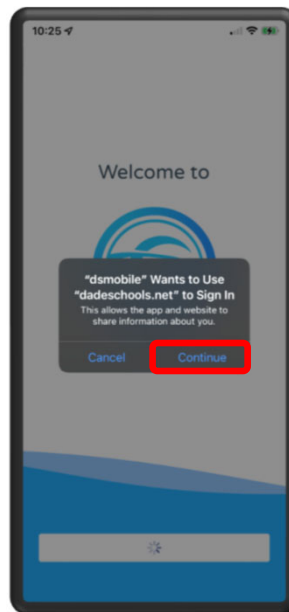 10:25
Welcome to
"dsmobile" Wants to Use
"dadeschools.net" to Sign In
This allows the app and website to
share information about you.
Cancel
Continue